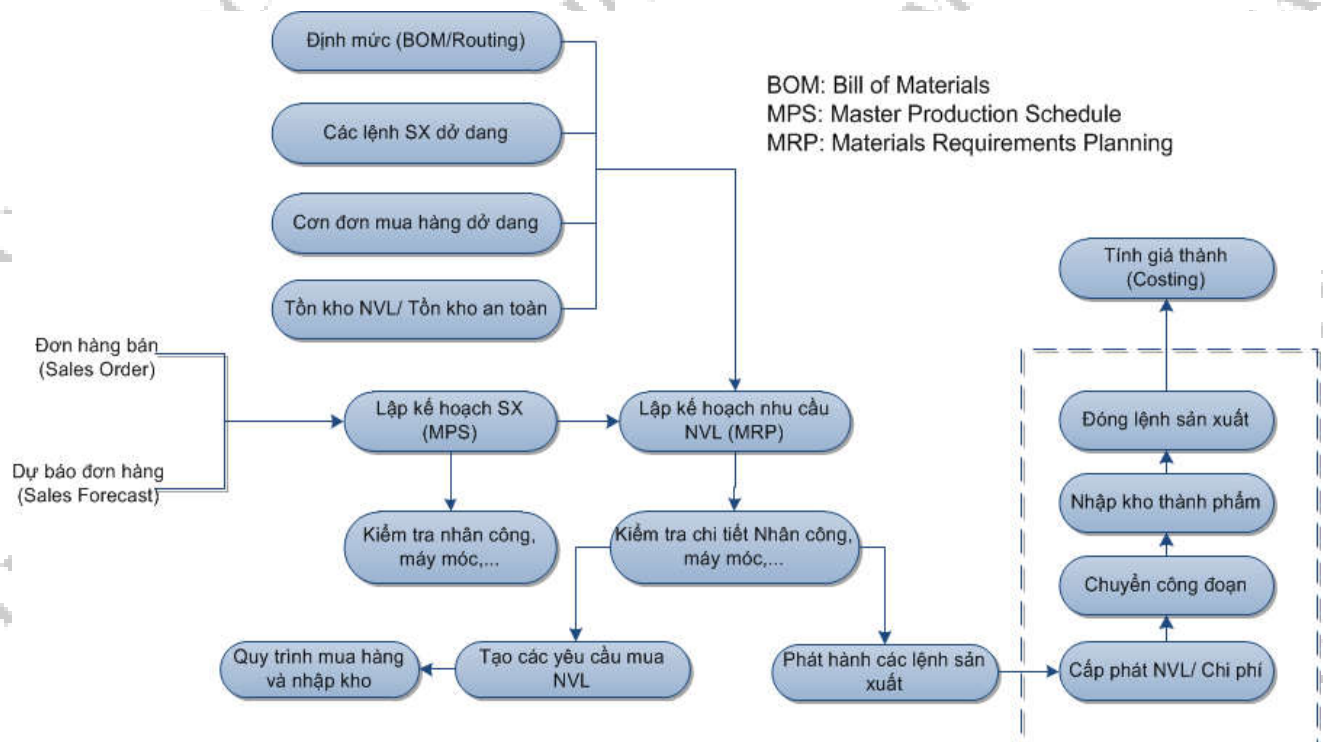 Định mức (BOM/Routing)
BOM: Bill of Materials
MPS: Master Production Schedule
MRP: Materials Requirements Planning
Các lệnh SX dở dang
Cơn đơn mua hàng dở dang
Tồn kho NVL/ Tồn kho an toàn
Tính giá thành
(Costing)
Đơn hàng bán
(Sales Order)
Dự báo đơn hàng
(Sales Forecast)
Lập kế hoạch SX
(MPS)
Lập kế hoạch nhu cầu
NVL (MRP)
Kiểm tra nhân công,
máy móc,...
Kiểm tra chi tiết Nhân công,
máy móc,...
Quy trình mua hàng
và nhập kho
Tạo các yêu cầu mua
NVL
Phát hành các lệnh sản
xuất
Đóng lệnh sản xuất
Nhập kho thành phẩm
Chuyển công đoạn
Cấp phát NVL/ Chi phí